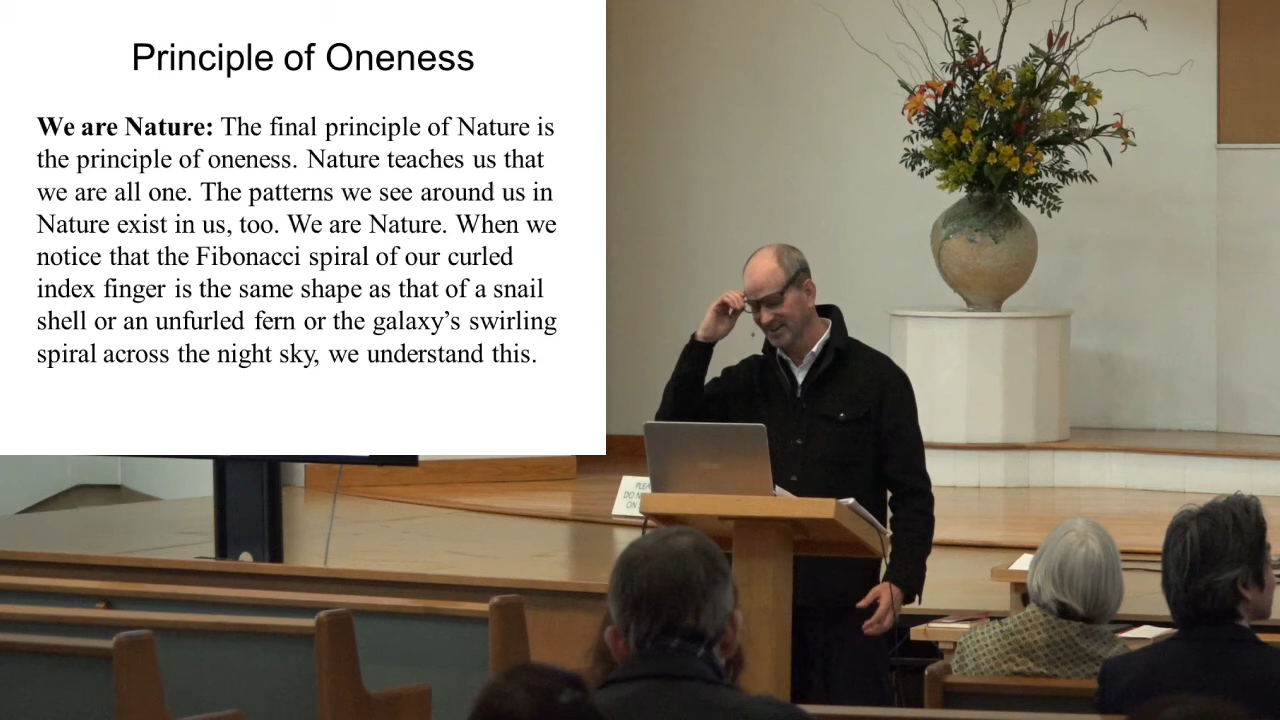 Principle of Oneness
We are Nature: The final principle of Nature is
the principle of oneness. Nature teaches us that
we are all one. The patterns we see around us in
Nature exist in us, too. We are Nature. When we
notice that the Fibonacci spiral of our curled
index finger is the same shape as that of a snail
shell or an unfurled fern or the galaxy’s swirling
spiral across the night sky, we understand this.
DO
ON